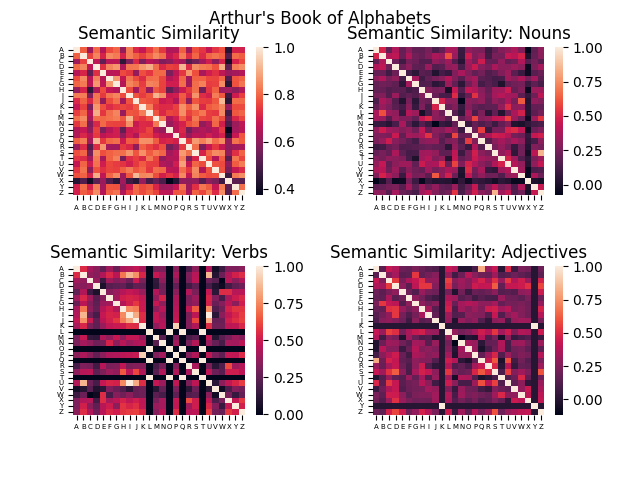 Arthur's Book of Alphabets
Semantic Similarity
A
B
C
D
E
F
G
H
I
J
K
L
M
N
O
P
Q
R
S
T
U
V
W
X
Y
Z
A B C D E F G H I J K L M N O P Q R S T U V W X Y Z
1.0
0.8
0.6
0.4
Semantic Similarity: Nouns
A
B
C
D
E
F
G
H
I
J
K
L
M
N
O
P
Q
R
S
T
U
V
W
X
Y
Z
A B C D E F G H I J K L M N O P Q R S T U V W X Y Z
1.00
0.75
0.50
0.25
0.00
Semantic Similarity: Verbs
A
B
C
D
E
F
G
H
I
J
K
L
M
N
O
P
Q
R
S
T
U
V
W
X
Y
Z
A B C D E F G H I J K L M N O P Q R S T U V W X Y Z
1.00
0.75
0.50
0.25
0.00
Semantic Similarity: Adjectives
A
B
C
D
E
F
G
H
I
J
K
L
M
N
O
P
Q
R
S
T
U
V
W
X
Y
Z
A B C D E F G H I J K L M N O P Q R S T U V W X Y Z
1.00
0.75
0.50
0.25
0.00